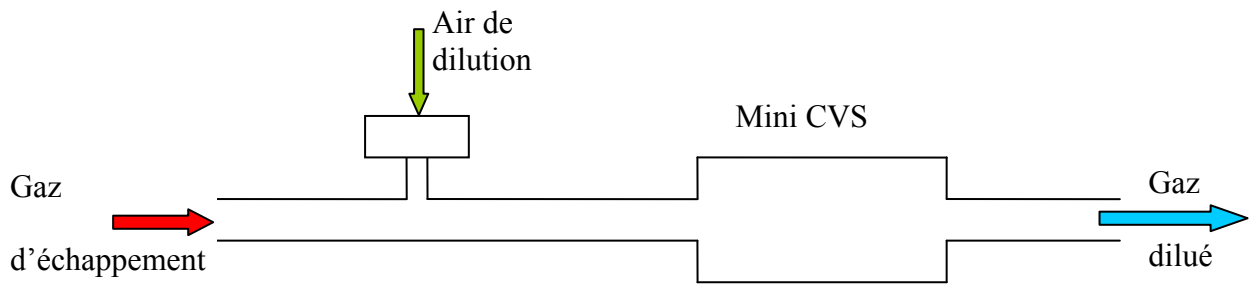 Air de
dilution
Mini CVS
Gaz
d’échappement
Gaz
dilué